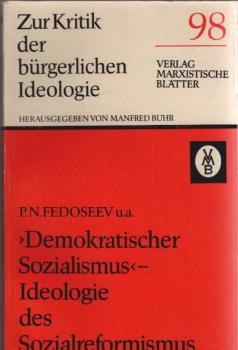 Zur Kritik
der
bürgerlichen
Ideologie
HERAUSGEGEBEN VON MANFRED BUHR
98
VERLAG
MARXISTISCHE
BLÄTTER
VMB
P. N. FEDOSEEV u.a.
›Demokratischer
Sozialismus‹–
Ideologie
des
Sozialreformismus